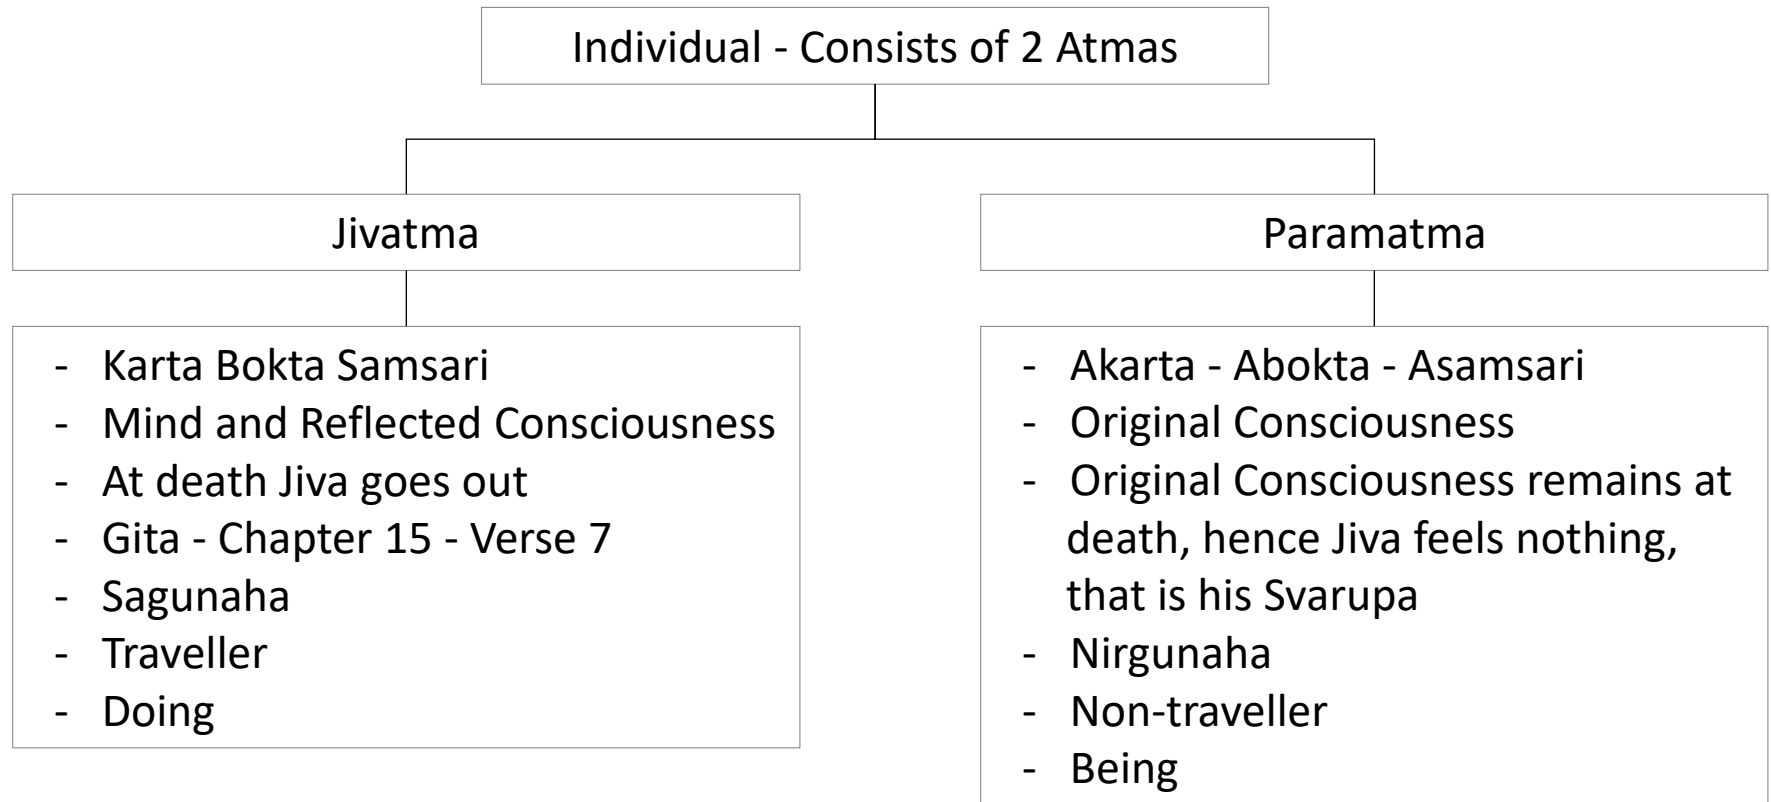 Individual - Consists of 2 Atmas
Jivatma
- Karta Bokta Samsari
- Mind and Reflected Consciousness
- At death Jiva goes out
- Gita - Chapter 15 - Verse 7
- Sagunaha
- Traveller
- Doing
Paramatma
- Akarta - Abokta - Asamsari
- Original Consciousness
- Original Consciousness remains at
death, hence Jiva feels nothing,
that is his Svarupa
- Nirgunaha
- Non-traveller
- Being